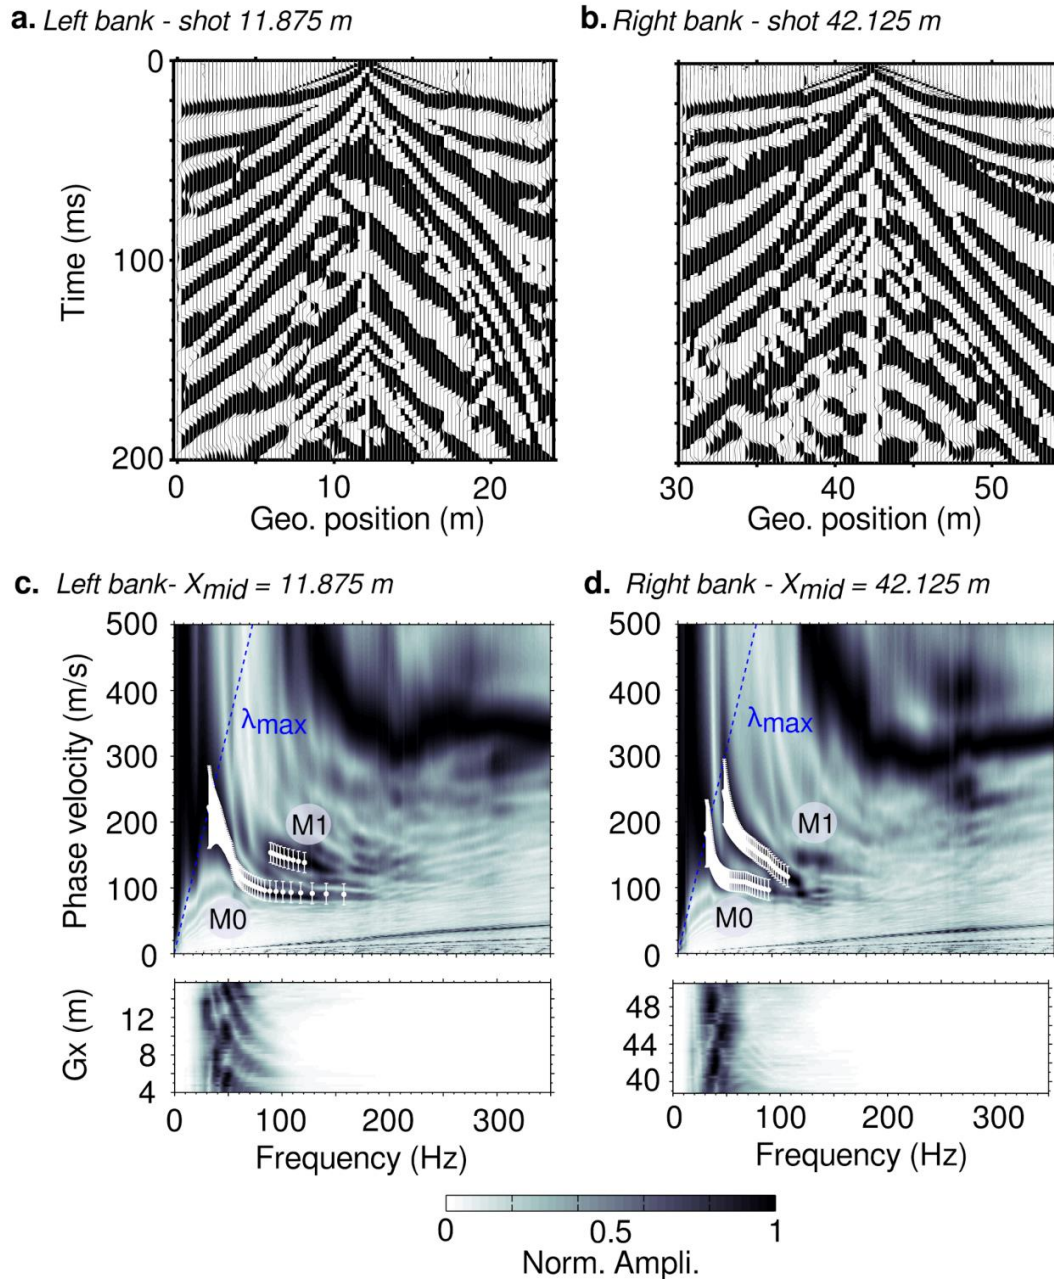 a. Left bank - shot 11.875 m
b. Right bank - shot 42.125 m
0
100
200
Time (ms)
0 10 20
30 40 50
Geo. position (m)
Geo. position (m)
c. Left bank- Xmid = 11.875 m
d. Right bank - Xmid = 42.125 m
500
400
300
200
100
0
Phase velocity (m/s)
λmax
M1
M0
500
400
300
200
100
0
λmax
M1
M0
12
8
4
Gx (m)
48
44
40
0 100 200 300
0 100 200 300
Frequency (Hz)
Frequency (Hz)
0 0.5 1
Norm. Ampli.